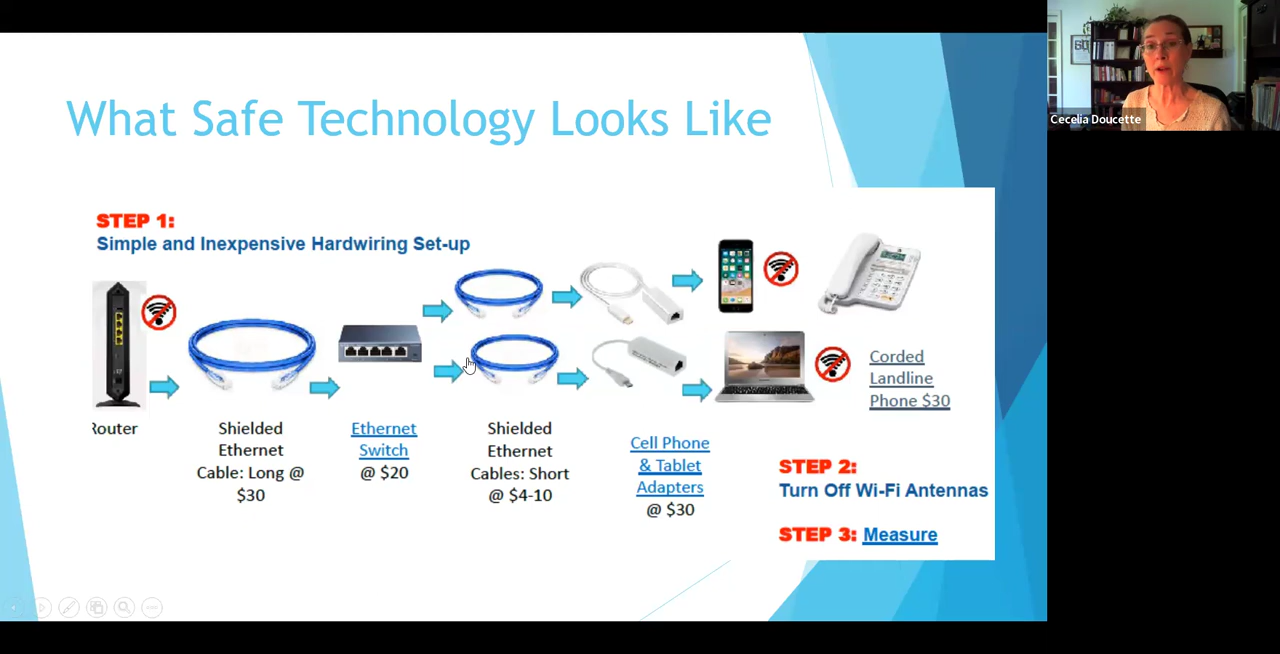 What Safe Technology Looks Like
Cecelia Doucette
STEP 1:
Simple and Inexpensive Hardwiring Set-up
Router
Shielded
Ethernet
Cable: Long @
$30
Ethernet
Switch
@ $20
Shielded
Ethernet
Cables: Short
@ $4-10
Cell Phone
& Tablet
Adapters
@ $30
Corded
Landline
Phone $30
STEP 2:
Turn Off Wi-Fi Antennas
STEP 3: Measure